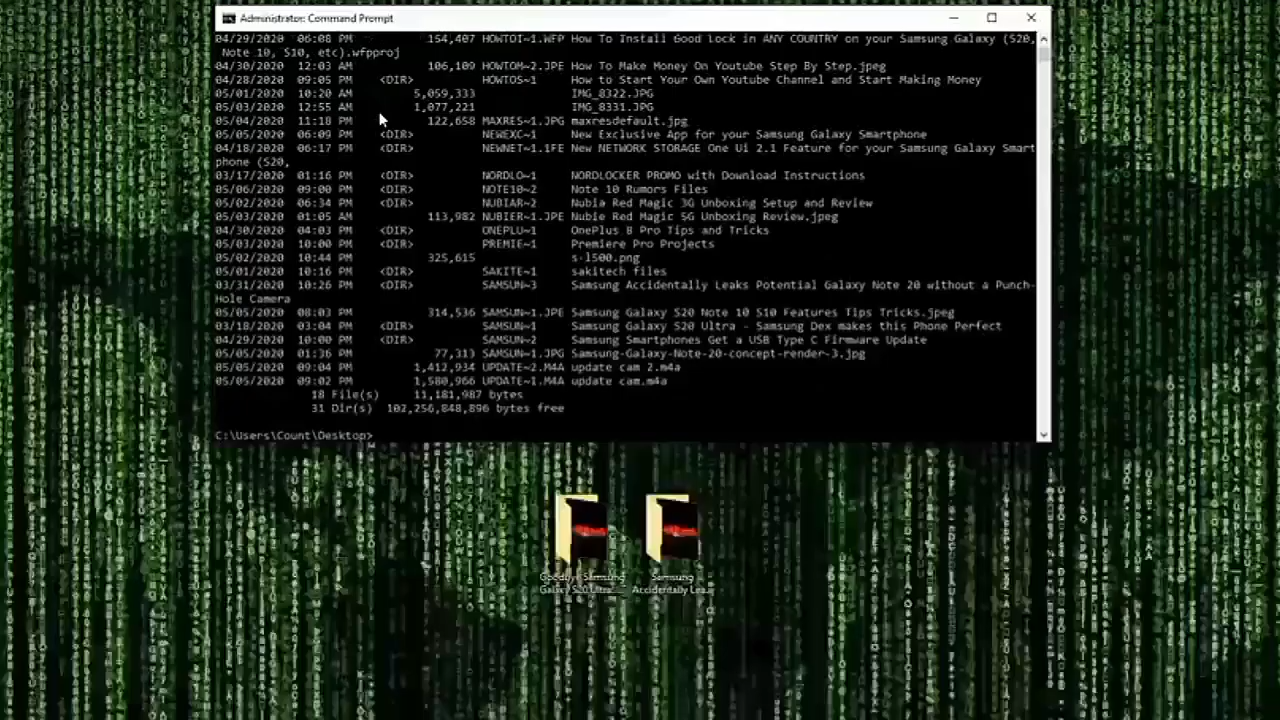 Administrator: Command Prompt
04/29/2020 06:08 PM 154,407 HOWTOI~1.WFP How To Install Good Lock in ANY COUNTRY on your Samsung Galaxy (S20,
Note 10, S10, etc).wfpproj
04/30/2020 12:03 AM 106,109 HOWTOM~2.JPE How To Make Money On Youtube Step By Step.jpeg
04/28/2020 09:05 PM <DIR> HOWTOS~1 How to Start Your Own Youtube Channel and Start Making Money
05/01/2020 10:20 AM 5,059,333 IMG_8322.JPG
05/03/2020 12:55 AM 1,077,221 IMG_8331.JPG
05/04/2020 11:18 PM 122,658 MAXRES~1.JPG maxresdefault.jpg
05/05/2020 06:09 PM <DIR> NEWEXC~1 New Exclusive App for your Samsung Galaxy Smartphone
04/18/2020 06:17 PM <DIR> NEWNET~1.1FE New NETWORK STORAGE One Ui 2.1 Feature for your Samsung Galaxy Smart
phone (S20,
03/17/2020 01:16 PM <DIR> NORDLO~1 NORDLOCKER PROMO with Download Instructions
05/06/2020 09:00 PM <DIR> NOTE10~2 Note 10 Rumors Files
05/02/2020 06:34 PM <DIR> NUBIAR~2 Nubia Red Magic 3G Unboxing Setup and Review
05/03/2020 01:05 AM 113,982 NUBIER~1.JPE Nubie Red Magic 5G Unboxing Review.jpeg
04/30/2020 04:03 PM <DIR> ONEPLU~1 OnePlus 8 Pro Tips and Tricks
05/03/2020 10:00 PM <DIR> PREMIE~1 Premiere Pro Projects
05/02/2020 10:44 PM 325,615 s-l500.png
05/01/2020 10:16 PM <DIR> SAKITE~1 sakitech files
03/31/2020 10:26 PM <DIR> SAMSUN~3 Samsung Accidentally Leaks Potential Galaxy Note 20 without a Punch-
Hole Camera
05/05/2020 08:03 PM 314,536 SAMSUN~1.JPE Samsung Galaxy S20 Note 10 S10 Features Tips Tricks.jpeg
03/18/2020 03:04 PM <DIR> SAMSUN~1 Samsung Galaxy S20 Ultra - Samsung Dex makes this Phone Perfect
04/29/2020 10:00 PM <DIR> SAMSUN~2 Samsung Smartphones Get a USB Type C Firmware Update
05/05/2020 01:36 PM 77,313 SAMSUN~1.JPG Samsung-Galaxy-Note-20-concept-render-3.jpg
05/05/2020 09:04 PM 1,412,934 UPDATE~2.M4A update cam 2.m4a
05/05/2020 09:02 PM 1,580,966 UPDATE~1.M4A update cam.m4a
18 File(s) 11,181,987 bytes
31 Dir(s) 102,256,848,896 bytes free
C:\Users\Count\Desktop>
Goodbye Samsung
Galaxy S20 Ultra...
Samsung
Accidentally Lea...